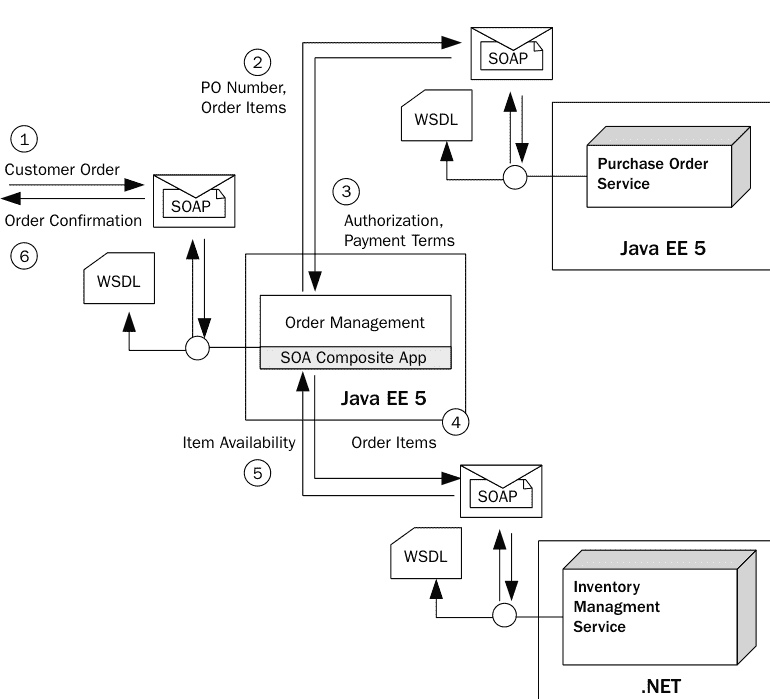 SOAP
2
PO Number,
Order Items
WSDL
1
Customer Order
Purchase Order
Service
3
SOAP
Order Confirmation
Authorization,
Payment Terms
Java EE 5
6
WSDL
Order Management
SOA Composite App
Java EE 5
4
Item Availability
Order Items
5
SOAP
WSDL
Inventory
Managment
Service
.NET